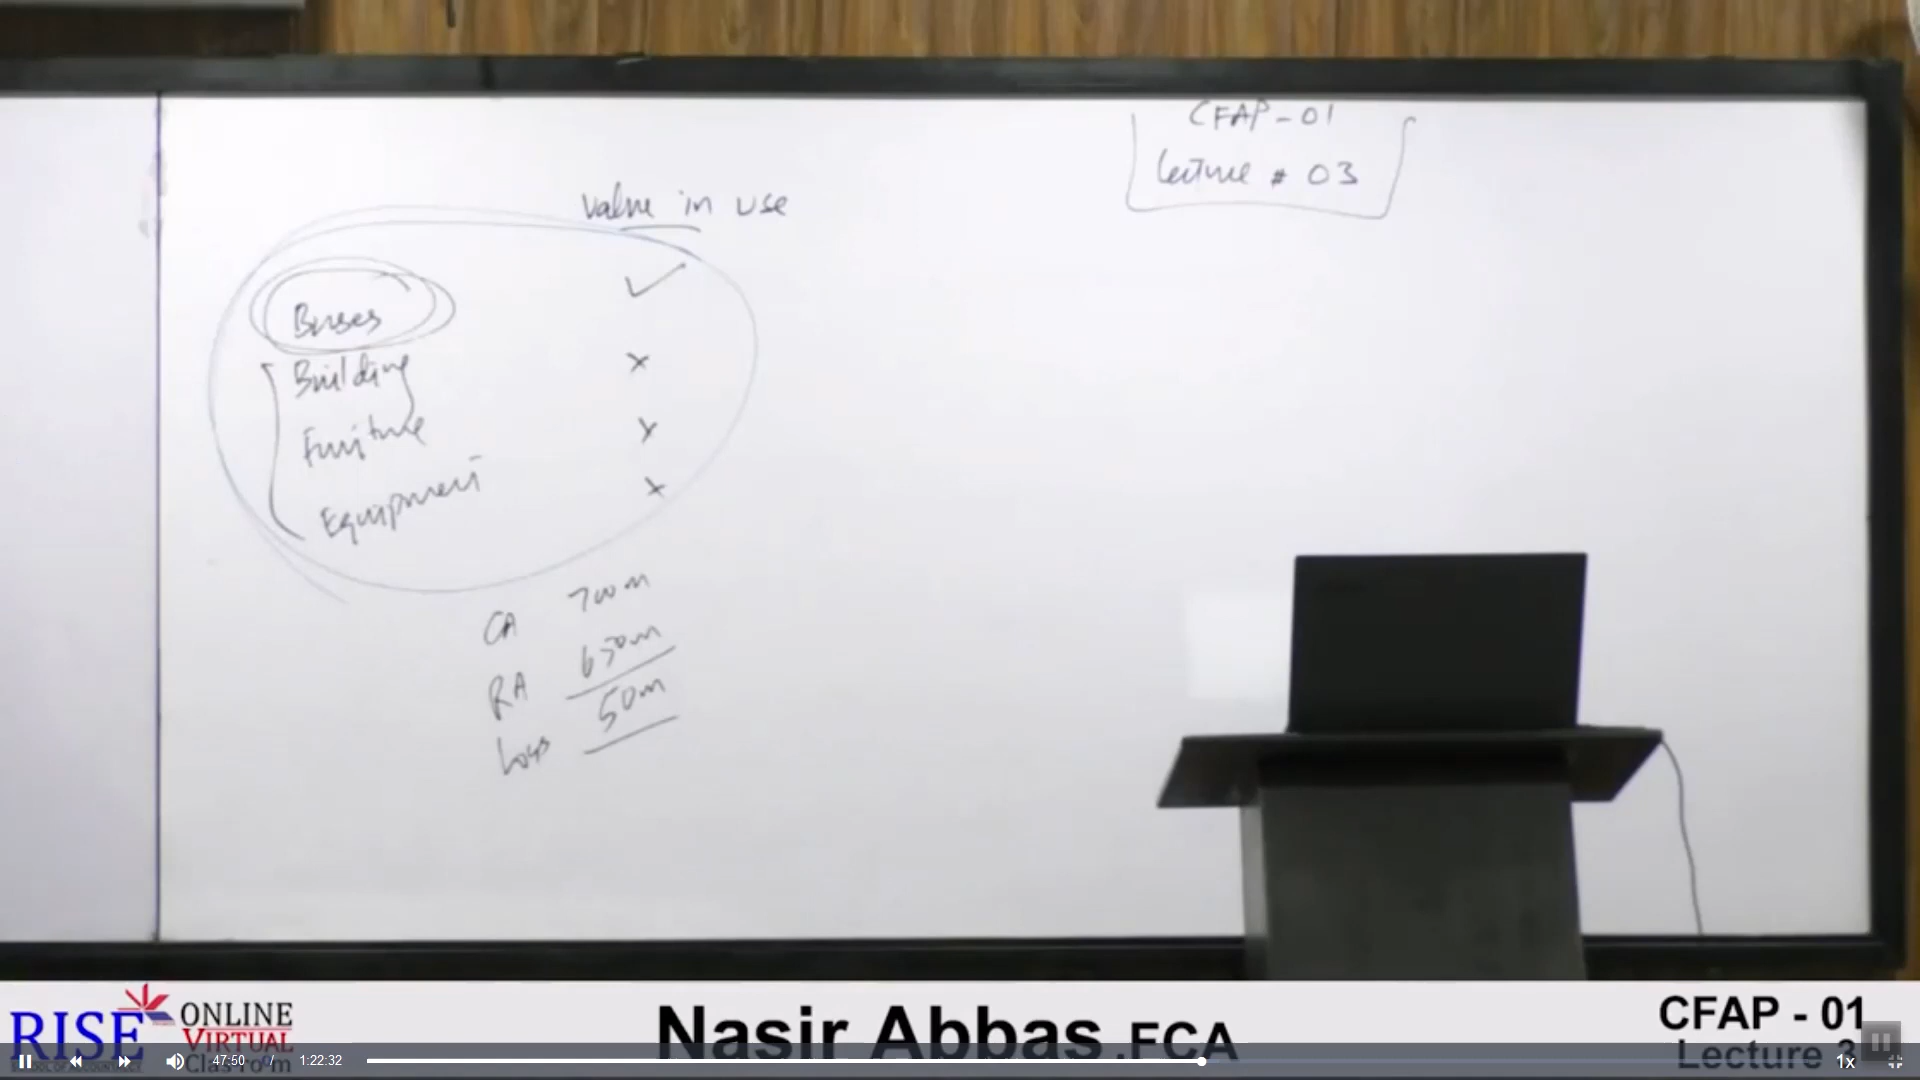 CFAP - 01
Lecture # 03
value in use
Buses ✓
Building ×
Furniture ×
Equipment ×
CA 700m
RA 650m
Loss 50m
RISE ONLINE
VIRTUAL
Nasir Abbas, FCA
CFAP - 01
Lecture 3
47:50 / 1:22:32
1x